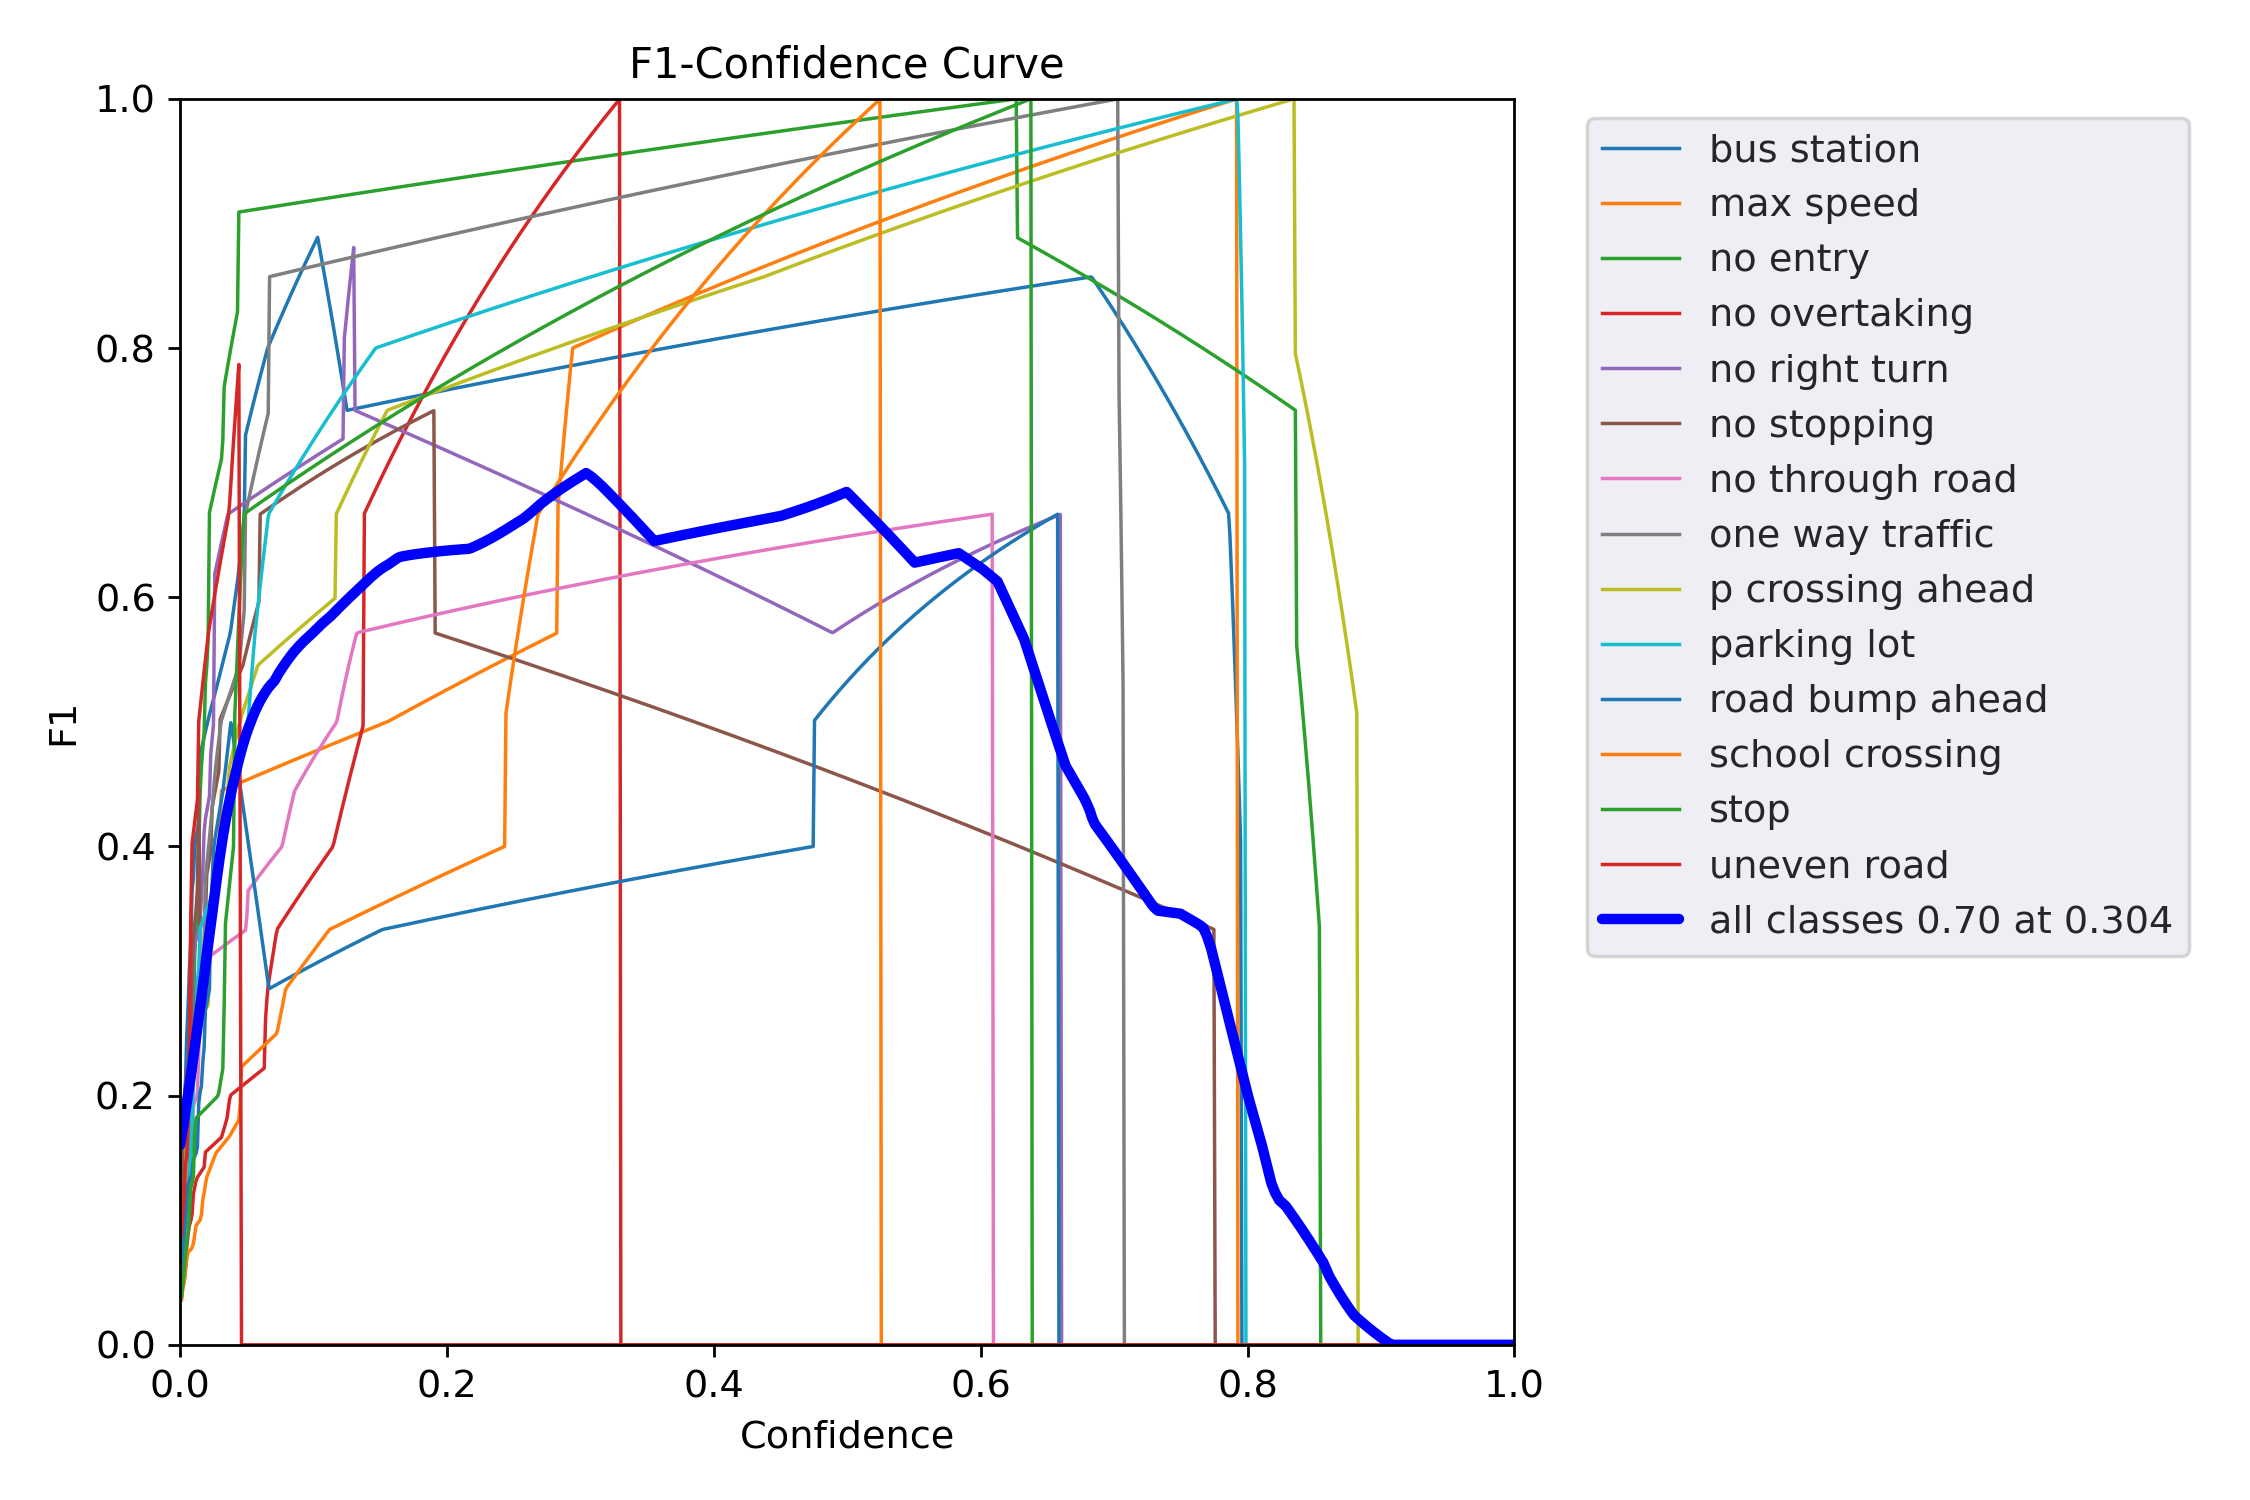 F1-Confidence Curve
1.0
0.8
0.6
0.4
0.2
0.0
F1
0.0 0.2 0.4 0.6 0.8 1.0
Confidence
bus station
max speed
no entry
no overtaking
no right turn
no stopping
no through road
one way traffic
p crossing ahead
parking lot
road bump ahead
school crossing
stop
uneven road
all classes 0.70 at 0.304